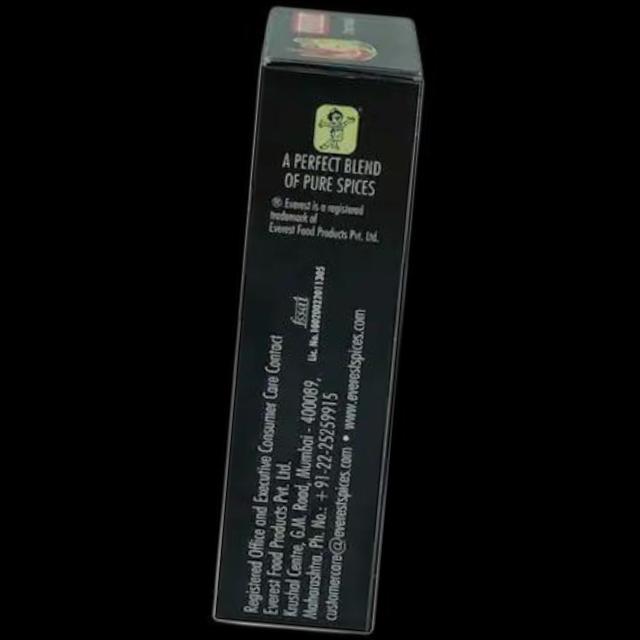 A PERFECT BLEND
OF PURE SPICES
® Everest is a registered
trademark of
Everest Food Products Pvt. Ltd.
fssai
Lic. No.
Registered Office and Executive Consumer Care Contact
Everest Food Products Pvt. Ltd.
Kaushal Centre, G.M. Road, Mumbai - 400089,
Maharashtra. Ph. No.: +91-22-25259915
customercare@everestspices.com • www.everestspices.com